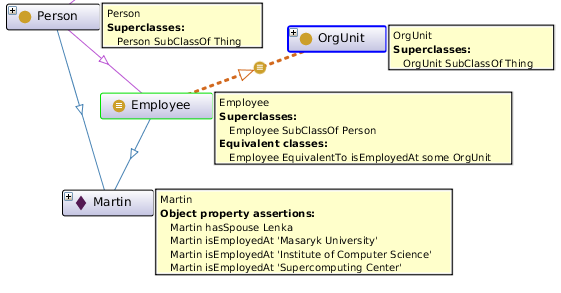 Person
Person
Superclasses:
Person SubClassOf Thing
OrgUnit
OrgUnit
Superclasses:
OrgUnit SubClassOf Thing
Employee
Employee
Superclasses:
Employee SubClassOf Person
Equivalent classes:
Employee EquivalentTo isEmployedAt some OrgUnit
Martin
Martin
Object property assertions:
Martin hasSpouse Lenka
Martin isEmployedAt 'Masaryk University'
Martin isEmployedAt 'Institute of Computer Science'
Martin isEmployedAt 'Supercomputing Center'